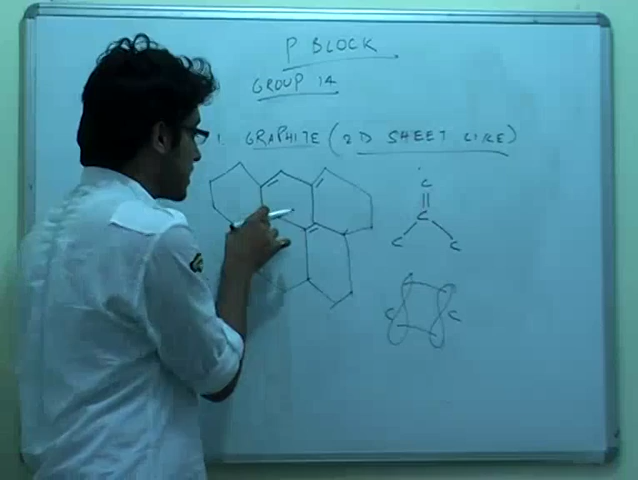 P BLOCK
GROUP 14
1. GRAPHITE (2D SHEET LIKE)
C
C
C C
C C